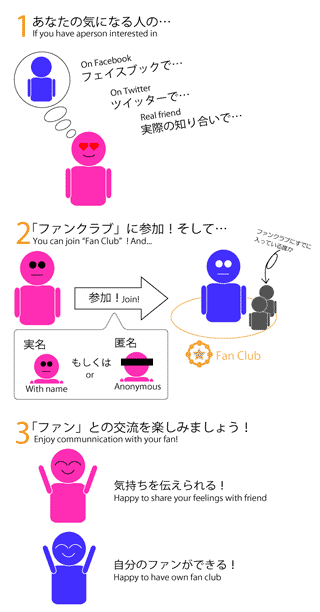 1 あなたの気になる人の…
If you have aperson interested in
On Facebook
フェイスブックで…
On Twitter
ツイッターで…
Real friend
実際の知り合いで…
2「ファンクラブ」に参加！そして…
You can join “Fan Club” ! And...
ファンクラブにすでに
入っている誰か
参加！Join!
実名 もしくは 匿名
With name or Anonymous
Fan Club
3「ファン」との交流を楽しみましょう！
Enjoy communnication with your fan!
気持ちを伝えられる！
Happy to share your feelings with friend
自分のファンができる！
Happy to have own fan club